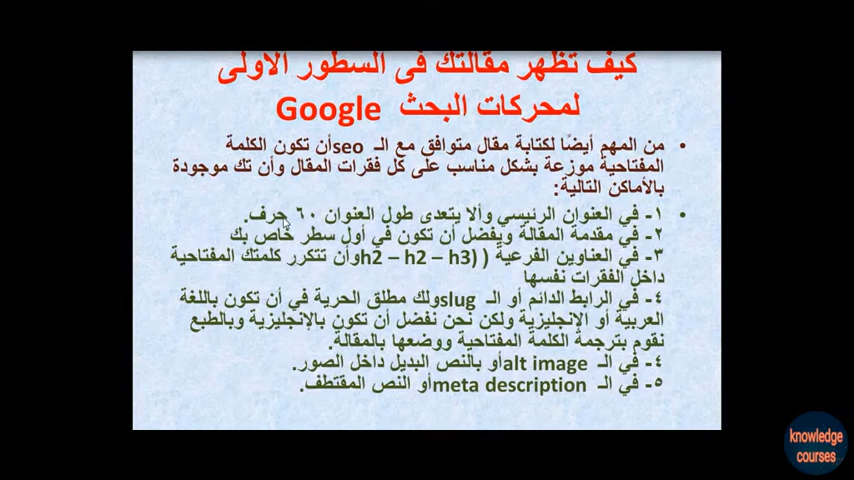 كيف تظهر مقالتك فى السطور الاولى
لمحركات البحث Google
• من المهم أيضًا لكتابة مقال متوافق مع الـ seoأن تكون الكلمة
المفتاحية موزعة بشكل مناسب على كل فقرات المقال وأن تك موجودة
بالأماكن التالية:
• ١- في العنوان الرئيسي وألا يتعدى طول العنوان ٦٠ حرف.
٢- في مقدمة المقالة ويفضل أن تكون في أول سطر خاص بك
٣- في العناوين الفرعية ( (h2 – h2 – h3وأن تتكرر كلمتك المفتاحية
داخل الفقرات نفسها
٤- في الرابط الدائم أو الـ slugولك مطلق الحرية في أن تكون باللغة
العربية أو الإنجليزية ولكن نحن نفضل أن تكون بالإنجليزية وبالطبع
نقوم بترجمة الكلمة المفتاحية ووضعها بالمقالة.
٤- في الـ alt imageأو بالنص البديل داخل الصور.
٥- في الـ meta descriptionأو النص المقتطف.
knowledge
courses